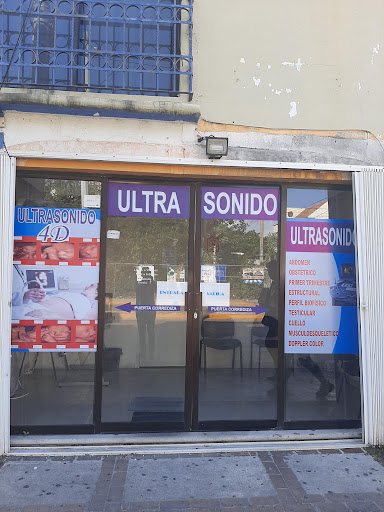 ULTRASONIDO
4D
ULTRA
SONIDO
PUERTA CORREDIZA
PUERTA CORREDIZA
ULTRASONIDO
ABDOMEN
OBSTÉTRICO
PRIMER TRIMESTRE
ESTRUCTURAL
PERFIL BIOFISICO
TESTICULAR
CUELLO
MUSCULOESQUELETICO
DOPPLER COLOR